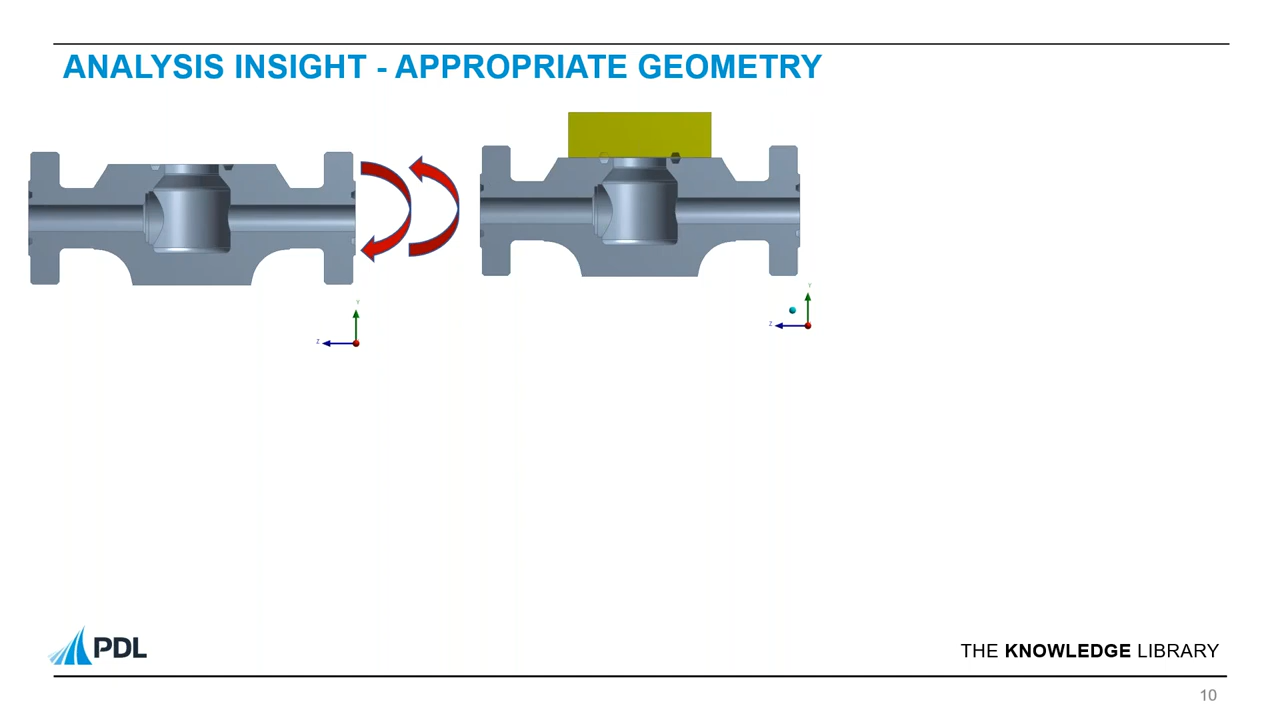 ANALYSIS INSIGHT - APPROPRIATE GEOMETRY
Y
Z
Y
Z
PDL
THE KNOWLEDGE LIBRARY
10